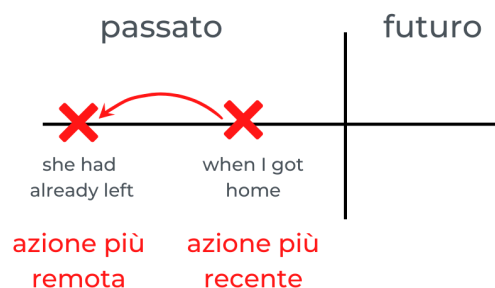 passato
futuro
she had
already left
when I got
home
azione più
remota
azione più
recente